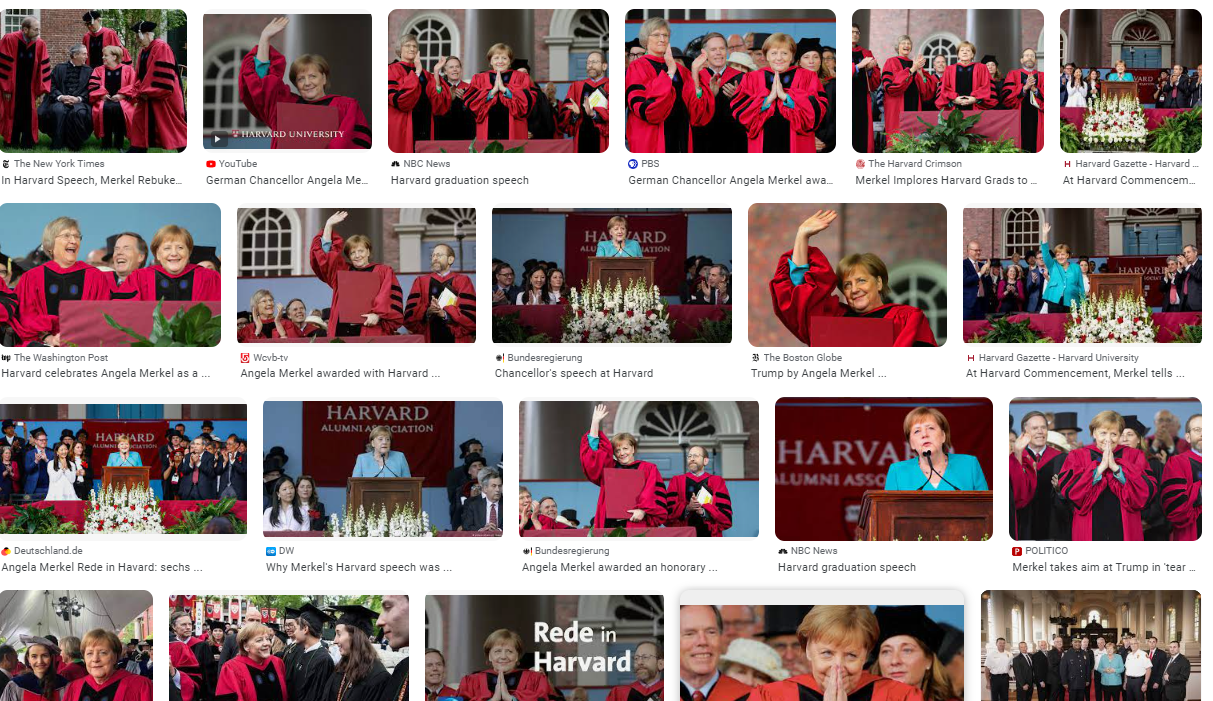 HARVARD UNIVERSITY
HARVARD
The New York Times
YouTube
NBC News
PBS
The Harvard Crimson
Harvard Gazette - Harvard ...
In Harvard Speech, Merkel Rebuke...
German Chancellor Angela Me...
Harvard graduation speech
German Chancellor Angela Merkel awa...
Merkel Implores Harvard Grads to ...
At Harvard Commencem...
HARVARD
ALUMNI ASSOCIATION
HARVARD
The Washington Post
Wcvb-tv
Bundesregierung
The Boston Globe
Harvard Gazette - Harvard University
Harvard celebrates Angela Merkel as a ...
Angela Merkel awarded with Harvard ...
Chancellor's speech at Harvard
Trump by Angela Merkel ...
At Harvard Commencement, Merkel tells ...
HARVARD
ALUMNI ASSOCIATION
HARVARD
ALUMNI ASSOCIATION
HARVAR
ALUMNI ASSOC
Deutschland.de
DW
Bundesregierung
NBC News
POLITICO
Angela Merkel Rede in Havard: sechs ...
Why Merkel's Harvard speech was ...
Angela Merkel awarded an honorary ...
Harvard graduation speech
Merkel takes aim at Trump in 'tear ...
Rede in
Harvard